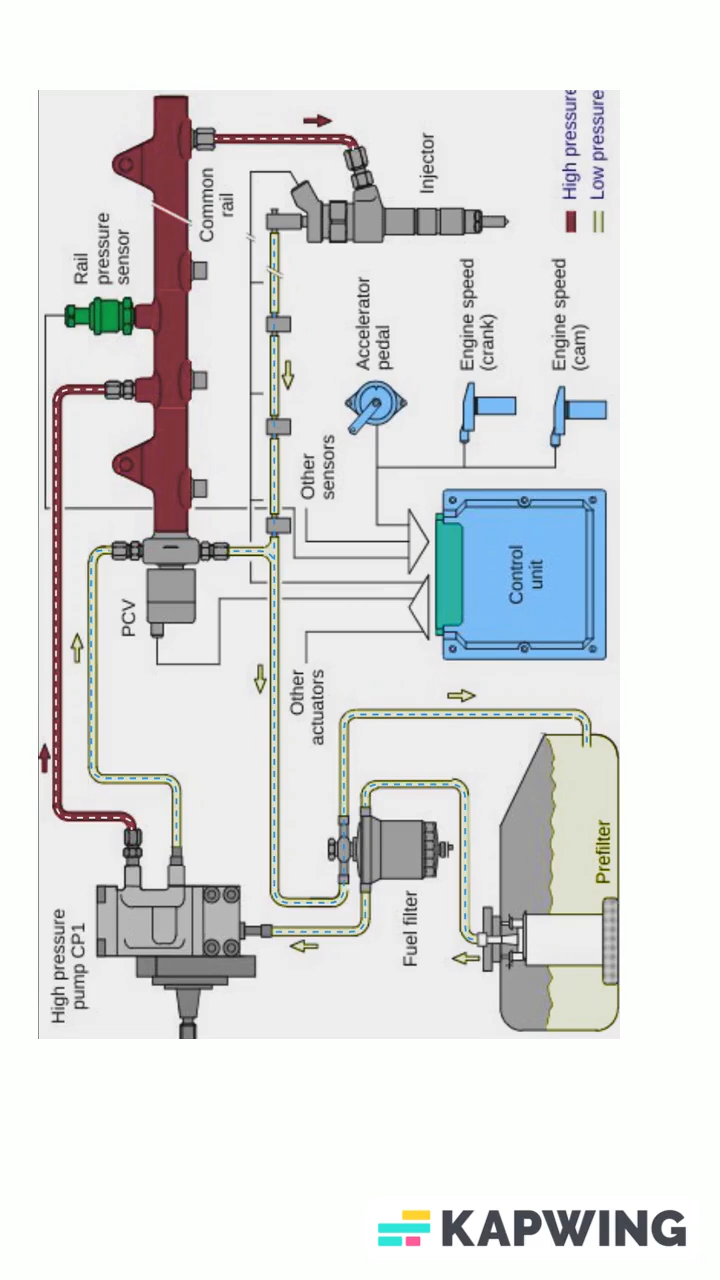 High pressure
Low pressure
Common
rail
Injector
Rail
pressure
sensor
Accelerator
pedal
Engine speed
(crank)
Engine speed
(cam)
Other
sensors
PCV
Control
unit
Other
actuators
High pressure
pump CP1
Fuel filter
Prefilter
KAPWING